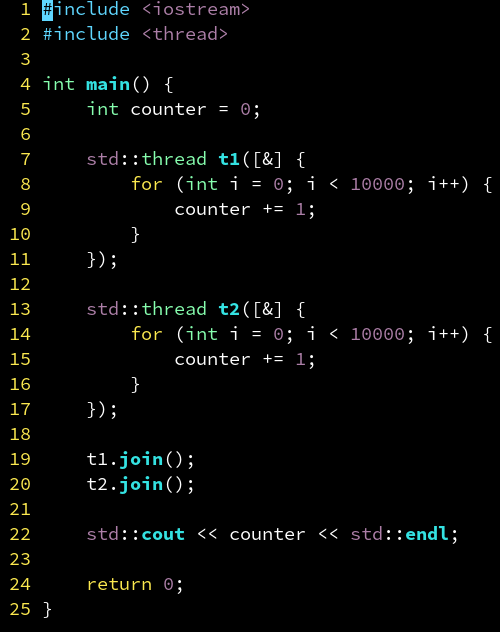 1 #include <iostream>
2 #include <thread>
3
4 int main() {
5     int counter = 0;
6
7     std::thread t1([&] {
8         for (int i = 0; i < 10000; i++) {
9             counter += 1;
10         }
11     });
12
13     std::thread t2([&] {
14         for (int i = 0; i < 10000; i++) {
15             counter += 1;
16         }
17     });
18
19     t1.join();
20     t2.join();
21
22     std::cout << counter << std::endl;
23
24     return 0;
25 }